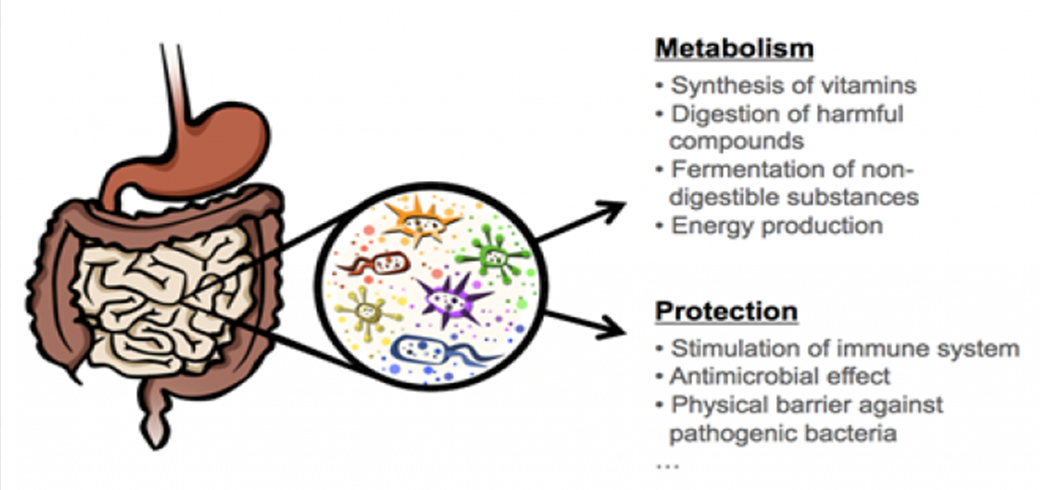 Metabolism
• Synthesis of vitamins
• Digestion of harmful
compounds
• Fermentation of non-
digestible substances
• Energy production
Protection
• Stimulation of immune system
• Antimicrobial effect
• Physical barrier against
pathogenic bacteria
...